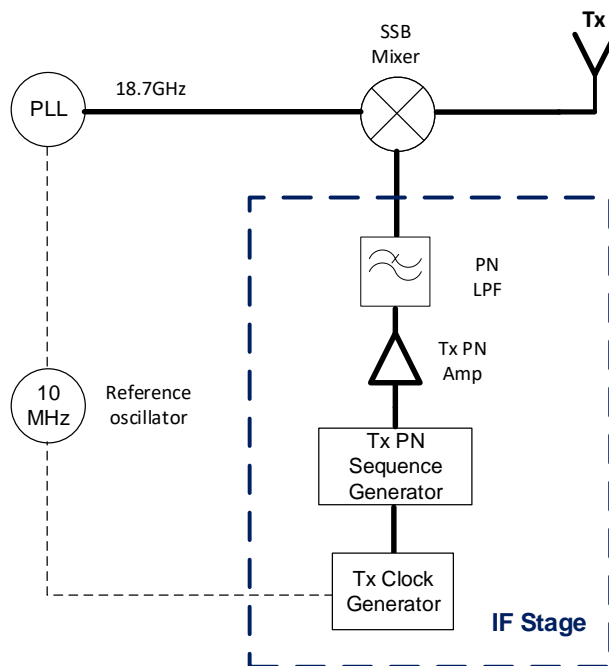 Tx
SSB
Mixer
18.7GHz
PLL
PN
LPF
Tx PN
Amp
10
MHz
Reference
oscillator
Tx PN
Sequence
Generator
Tx Clock
Generator
IF Stage